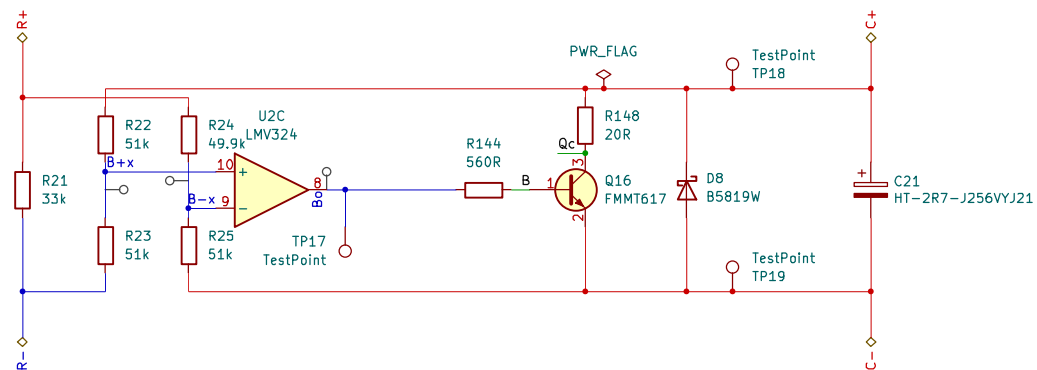 R+
C+
PWR_FLAG
TestPoint
TP18
U2C
LMV324
R22
51k
R24
49.9k
R148
20R
R144
560R
Qc
B+x
10
+
8
Bo
B
1
3
2
Q16
FMMT617
D8
B5819W
+
C21
HT-2R7-J256VYJ21
R21
33k
B-x
9
-
R23
51k
R25
51k
TP17
TestPoint
TestPoint
TP19
R-
C-